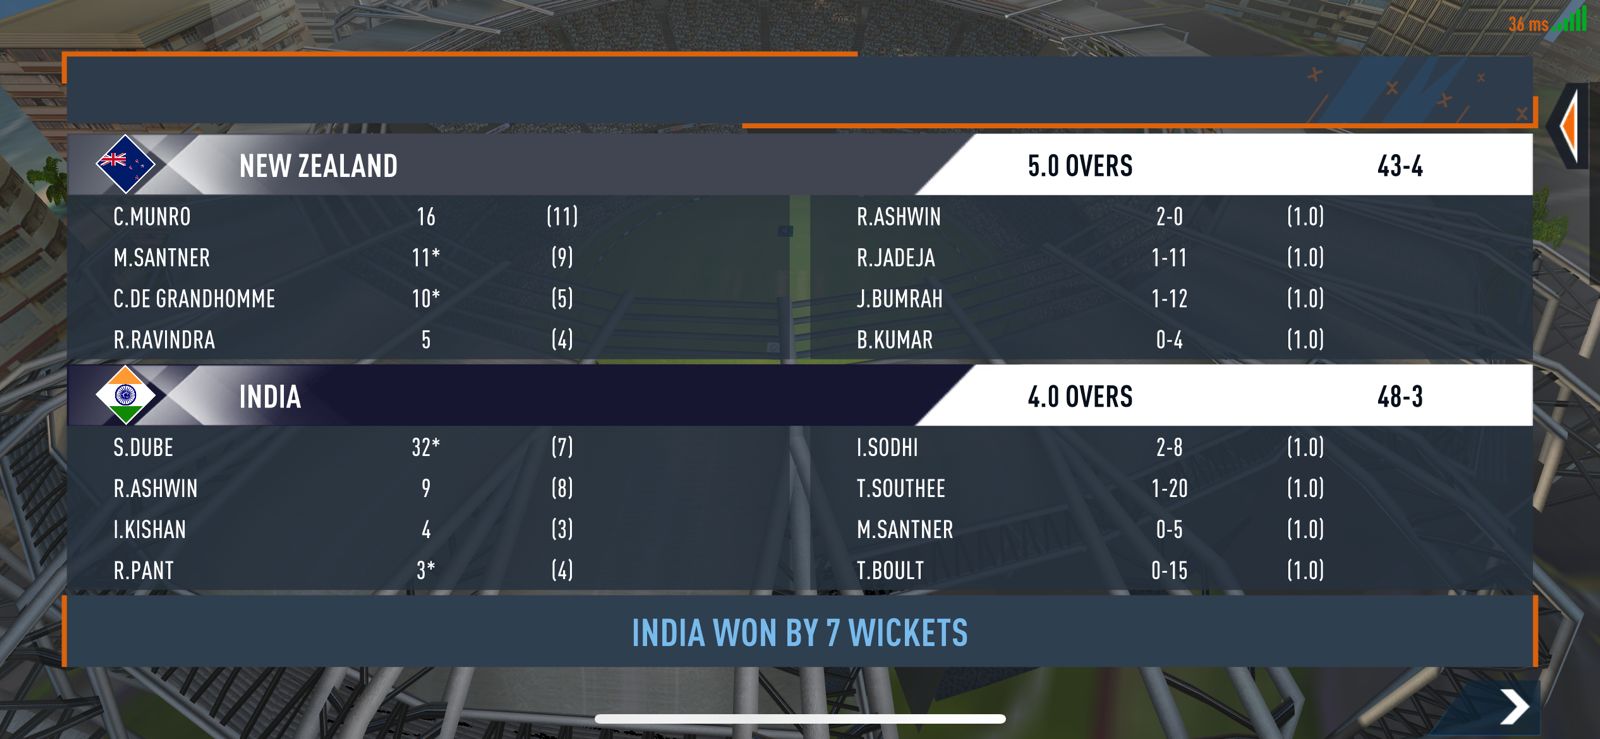 36 ms
NEW ZEALAND 5.0 OVERS 43-4
C.MUNRO 16 (11) R.ASHWIN 2-0 (1.0)
M.SANTNER 11* (9) R.JADEJA 1-11 (1.0)
C.DE GRANDHOMME 10* (5) J.BUMRAH 1-12 (1.0)
R.RAVINDRA 5 (4) B.KUMAR 0-4 (1.0)
INDIA 4.0 OVERS 48-3
S.DUBE 32* (7) I.SODHI 2-8 (1.0)
R.ASHWIN 9 (8) T.SOUTHEE 1-20 (1.0)
I.KISHAN 4 (3) M.SANTNER 0-5 (1.0)
R.PANT 3* (4) T.BOULT 0-15 (1.0)
INDIA WON BY 7 WICKETS